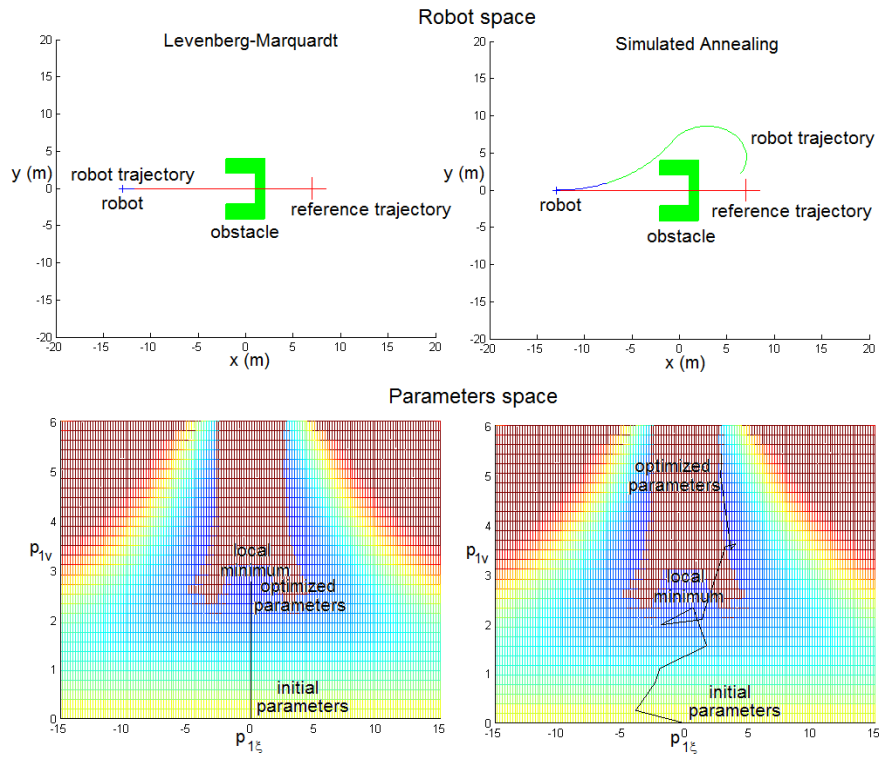 Robot space
Levenberg-Marquardt
20
15
10
5
y (m)
0
-5
-10
-15
-20
-20
-15
-10
-5
0
5
10
15
20
x (m)
robot trajectory
robot
obstacle
reference trajectory
Simulated Annealing
20
15
10
5
y (m)
0
-5
-10
-15
-20
-20
-15
-10
-5
0
5
10
15
20
x (m)
robot trajectory
robot
reference trajectory
obstacle
Parameters space
6
5
4
p1v
3
2
1
0
-15
-10
-5
0
5
10
15
p1ξ
local
minimum
optimized
parameters
initial
parameters
6
5
4
p1v
3
2
1
0
-15
-10
-5
0
5
10
15
p1ξ
optimized
parameters
local
minimum
initial
parameters